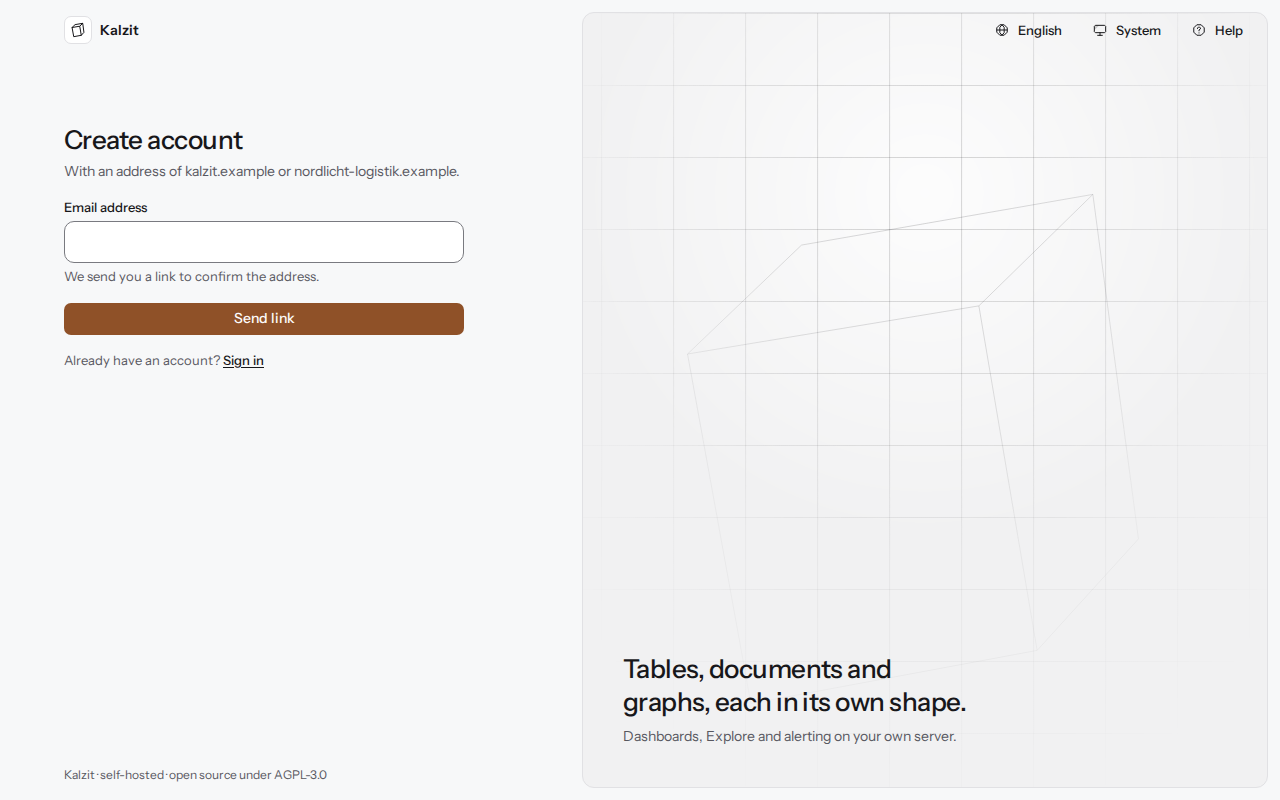 Kalzit
English
System
Help
Create account
With an address of kalzit.example or nordlicht-logistik.example.
Email address
We send you a link to confirm the address.
Send link
Already have an account? Sign in
Tables, documents and
graphs, each in its own shape.
Dashboards, Explore and alerting on your own server.
Kalzit · self-hosted · open source under AGPL-3.0